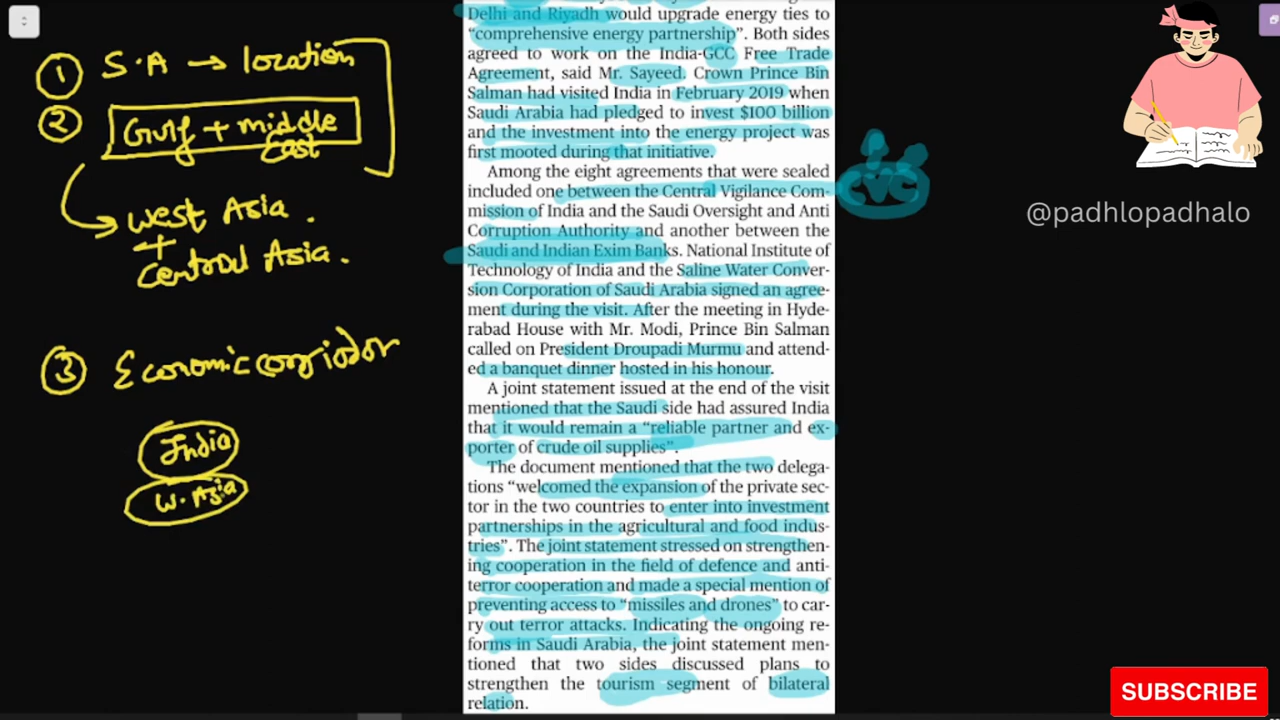 ① S.A → location
② Gulf + middle
east
→ west Asia.
+
Central Asia.
③ Economic corridor
India
W. Asia
Delhi and Riyadh would upgrade energy ties to
“comprehensive energy partnership”. Both sides
agreed to work on the India-GCC Free Trade
Agreement, said Mr. Sayeed. Crown Prince Bin
Salman had visited India in February 2019 when
Saudi Arabia had pledged to invest $100 billion
and the investment into the energy project was
first mooted during that initiative.
Among the eight agreements that were sealed
included one between the Central Vigilance Com-
mission of India and the Saudi Oversight and Anti
Corruption Authority and another between the
Saudi and Indian Exim Banks. National Institute of
Technology of India and the Saline Water Conver-
sion Corporation of Saudi Arabia signed an agree-
ment during the visit. After the meeting in Hyde-
rabad House with Mr. Modi, Prince Bin Salman
called on President Droupadi Murmu and attend-
ed a banquet dinner hosted in his honour.
A joint statement issued at the end of the visit
mentioned that the Saudi side had assured India
that it would remain a “reliable partner and ex-
porter of crude oil supplies”.
The document mentioned that the two delega-
tions “welcomed the expansion of the private sec-
tor in the two countries to enter into investment
partnerships in the agricultural and food indus-
tries”. The joint statement stressed on strengthen-
ing cooperation in the field of defence and anti-
terror cooperation and made a special mention of
preventing access to “missiles and drones” to car-
ry out terror attacks. Indicating the ongoing re-
forms in Saudi Arabia, the joint statement men-
tioned that two sides discussed plans to
strengthen the tourism segment of bilateral
relation.
CVC
@padhlopadhalo
SUBSCRIBE